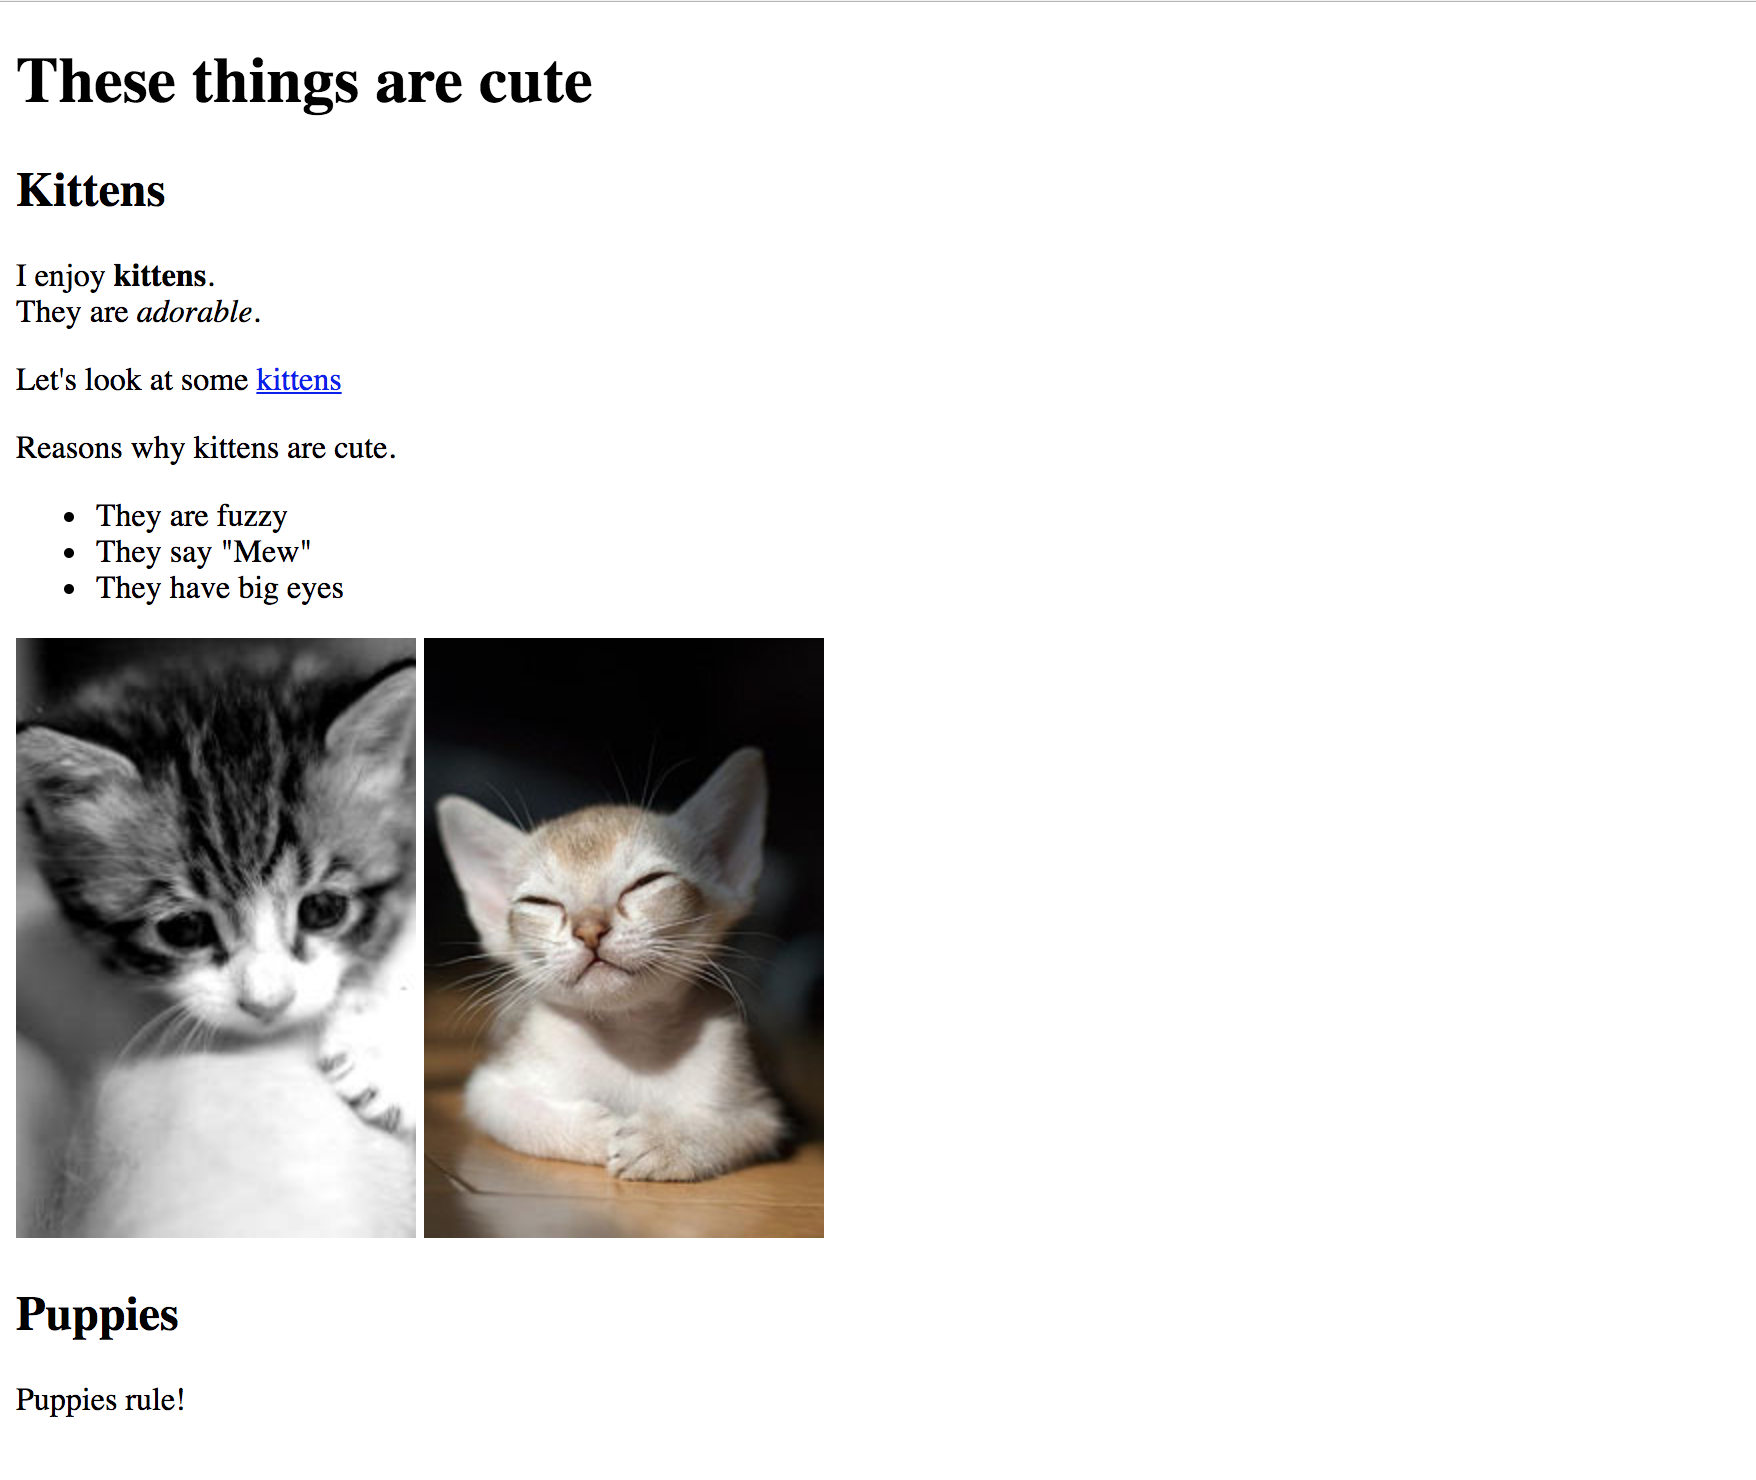 These things are cute
Kittens
I enjoy kittens.
They are adorable.
Let's look at some kittens
Reasons why kittens are cute.
• They are fuzzy
• They say "Mew"
• They have big eyes
Puppies
Puppies rule!